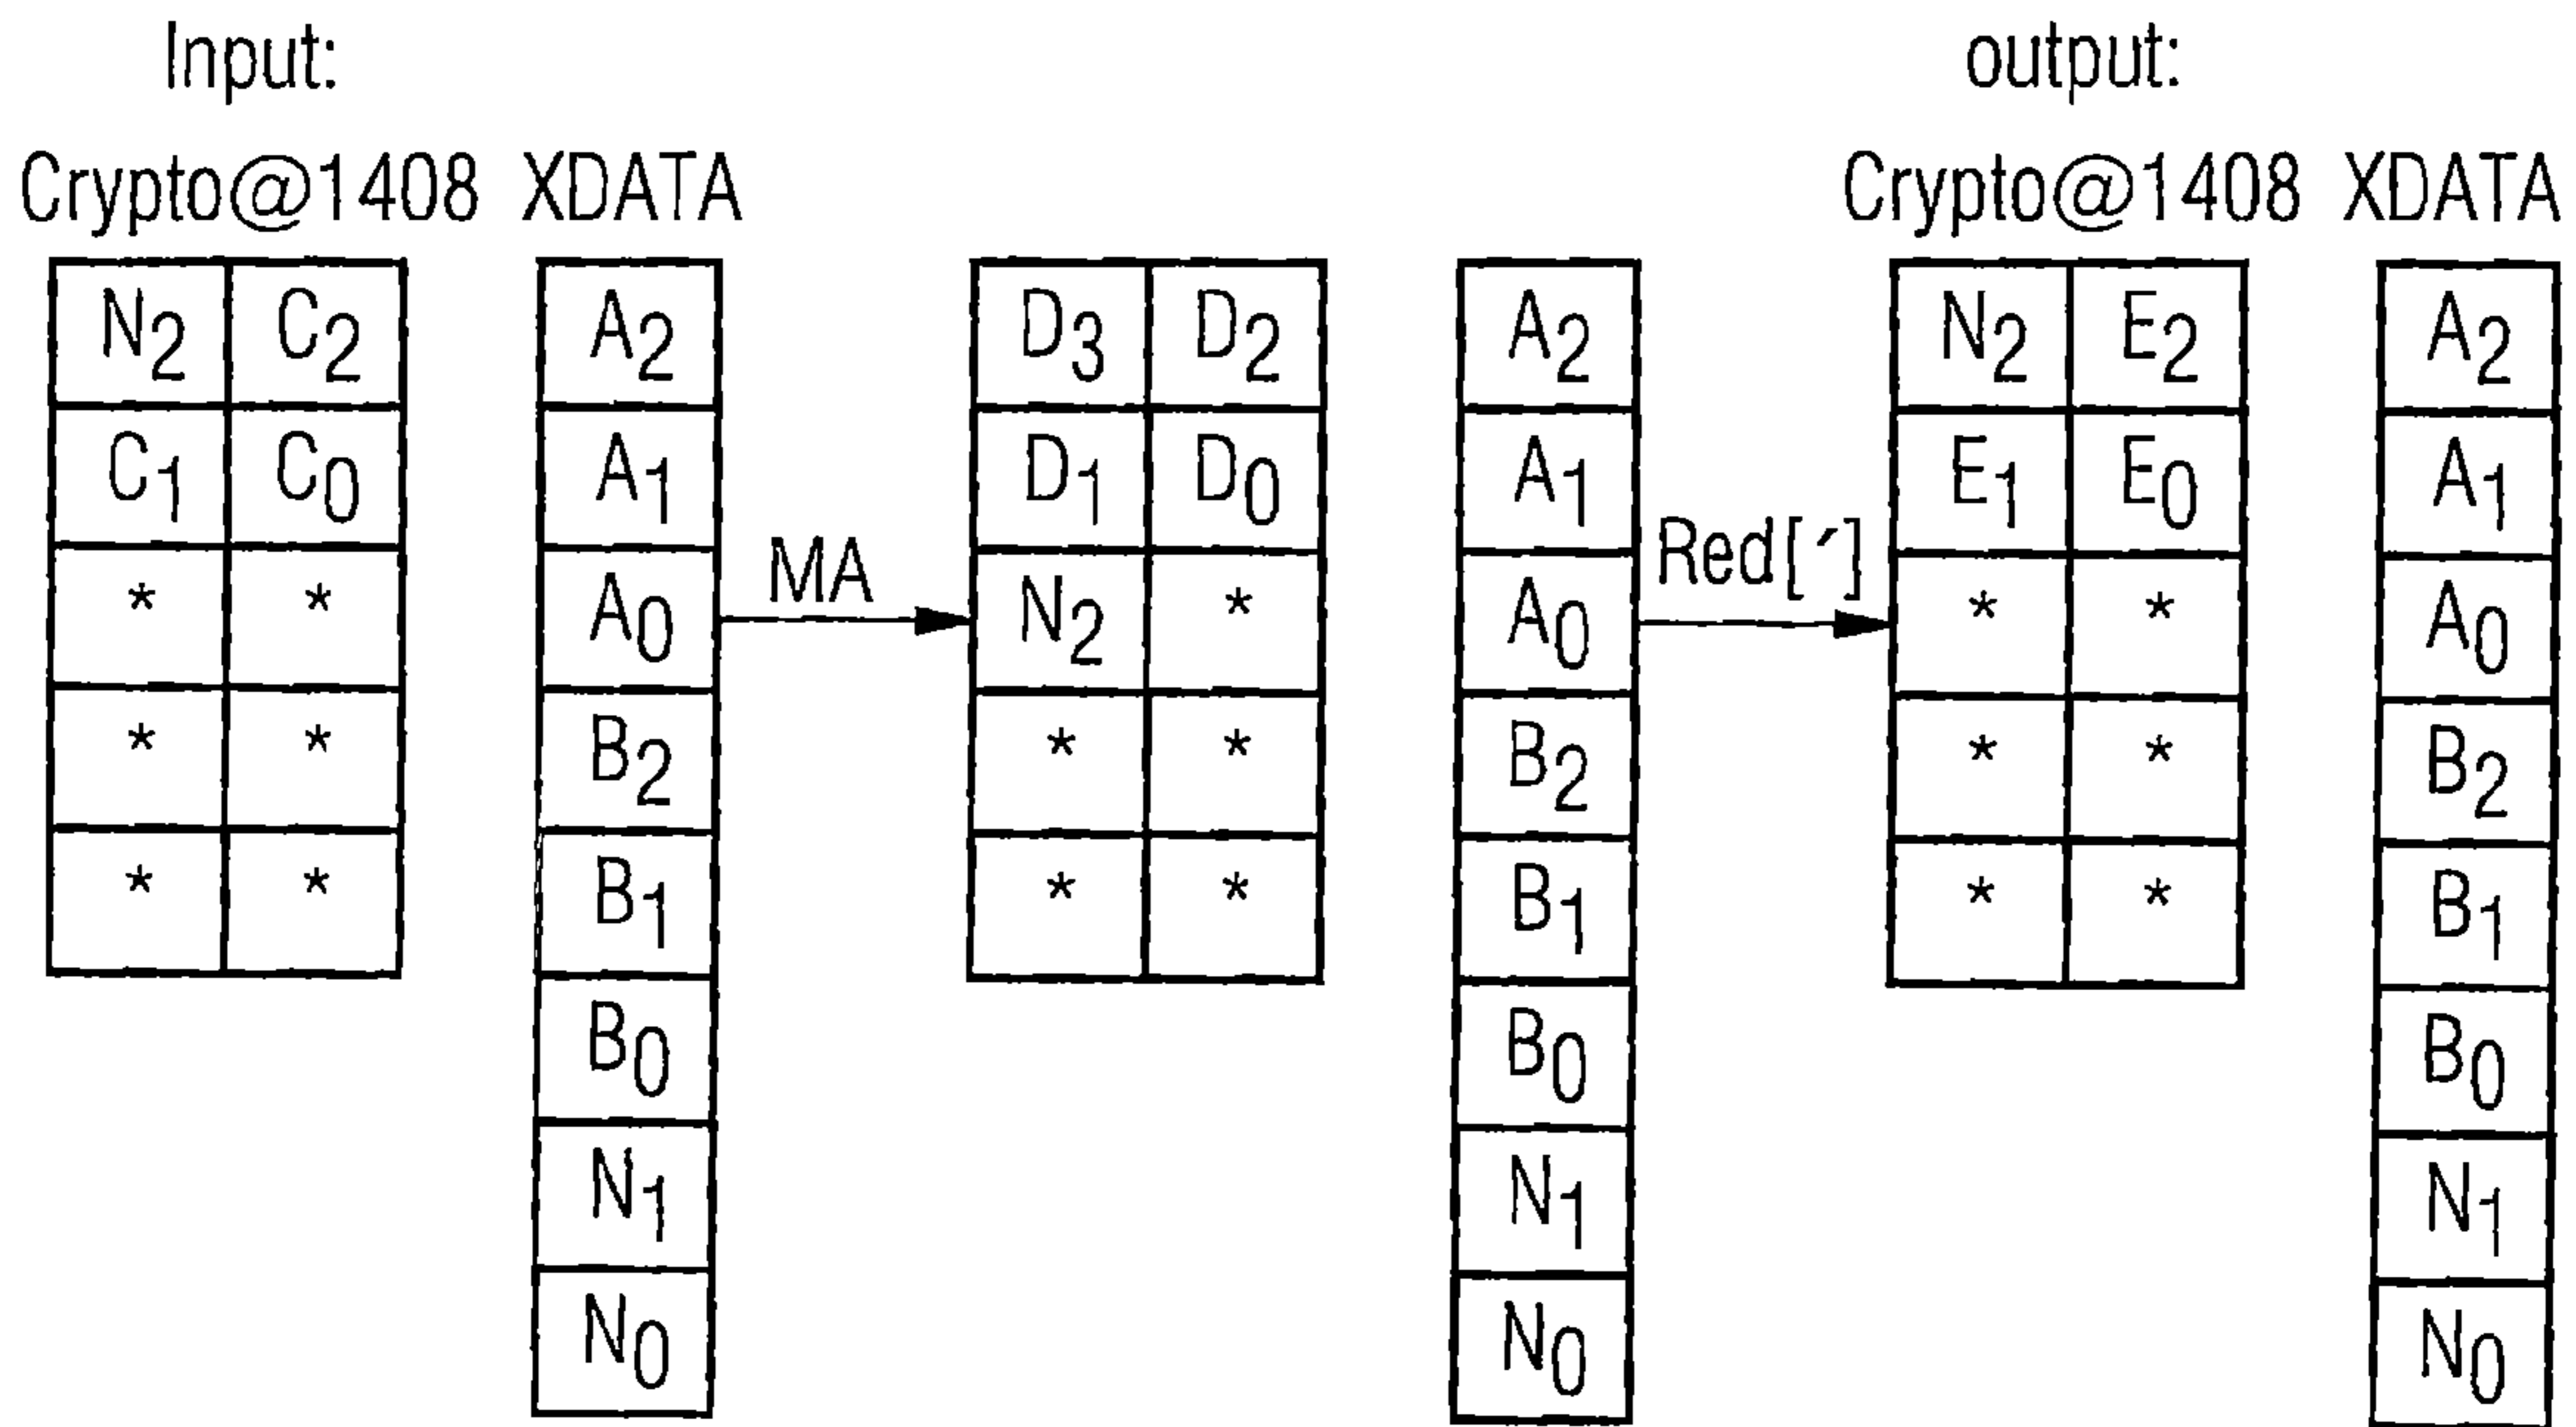 Input: output:
Crypto@1408 XDATA Crypto@1408 XDATA
N2 C2 A2 D3 D2 A2 N2 E2 A2
C1 C0 A1 D1 D0 A1 E1 E0 A1
* * A0 MA N2 * A0 Red[´] * * A0
* * B2 * * B2 * * B2
* * B1 * * B1 * * B1
B0 B0 B0
N1 N1 N1
N0 N0 N0